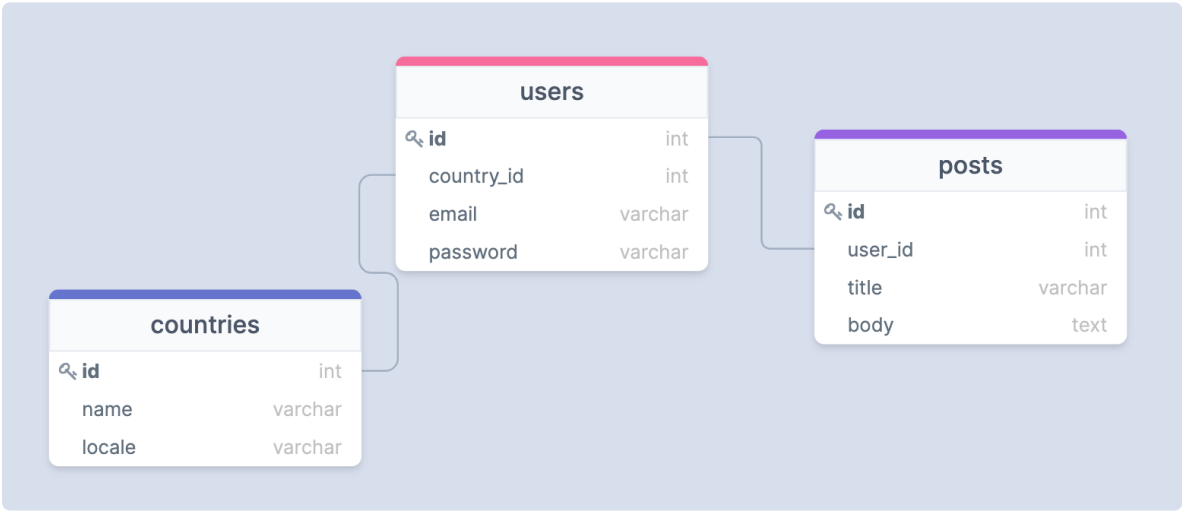 users
id int
country_id int
email varchar
password varchar
posts
id int
user_id int
title varchar
body text
countries
id int
name varchar
locale varchar